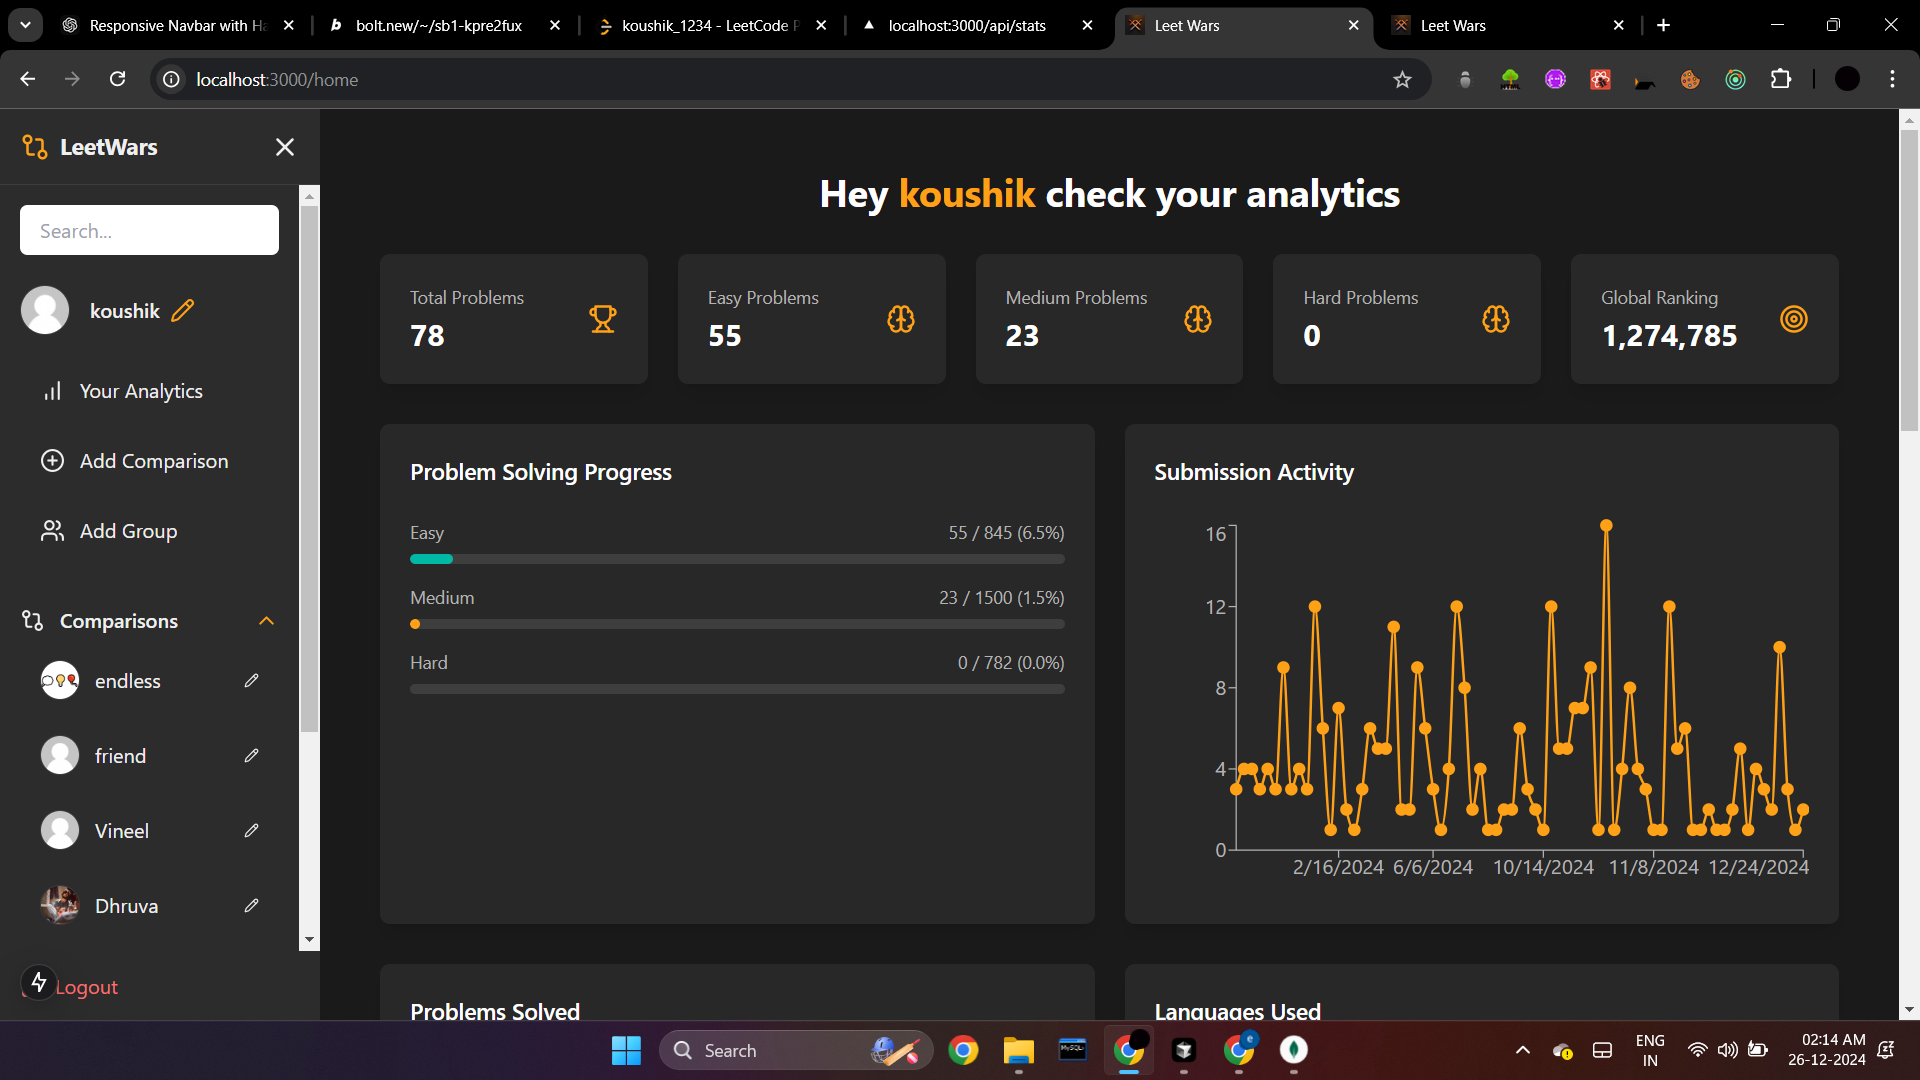 Responsive Navbar with Ha
bolt.new/~/sb1-kpre2fux
koushik_1234 - LeetCode P
localhost:3000/api/stats
Leet Wars
Leet Wars
localhost:3000/home
LeetWars
Search...
koushik
Your Analytics
Add Comparison
Add Group
Comparisons
endless
friend
Vineel
Dhruva
Logout
Hey koushik check your analytics
Total Problems
78
Easy Problems
55
Medium Problems
23
Hard Problems
0
Global Ranking
1,274,785
Problem Solving Progress
Easy
55 / 845 (6.5%)
Medium
23 / 1500 (1.5%)
Hard
0 / 782 (0.0%)
Submission Activity
16
12
8
4
0
2/16/2024 6/6/2024 10/14/2024 11/8/2024 12/24/2024
Problems Solved
Languages Used
Search
MySQL
e
ENG
IN
02:14 AM
26-12-2024